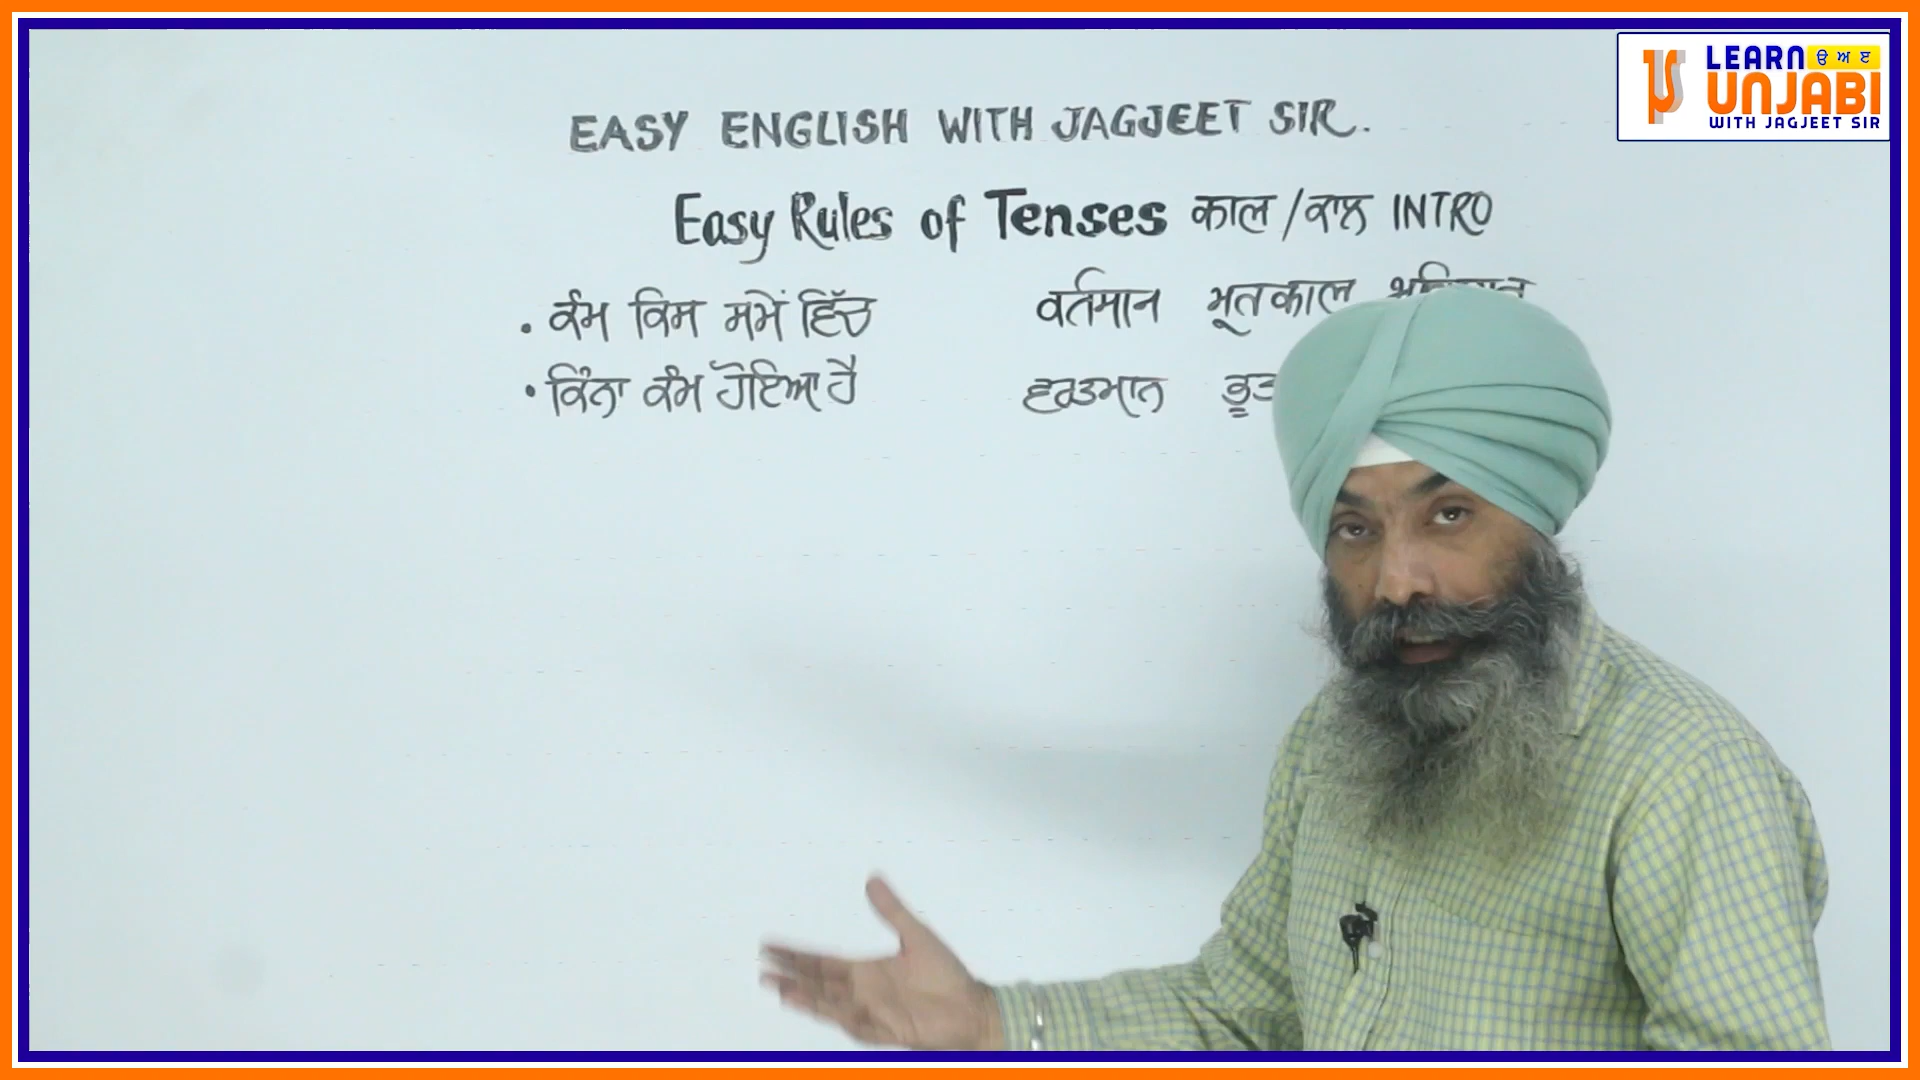 LEARN ੳ ਅ ੲ
PUNJABI
WITH JAGJEET SIR
EASY ENGLISH WITH JAGJEET SIR.
Easy Rules of Tenses काल / ਕਾਲ INTRO
. ਕੰਮ ਕਿਸ ਸਮੇਂ ਵਿੱਚ वर्तमान भूतकाल
. ਕਿੰਨਾ ਕੰਮ ਹੋਇਆ ਹੈ ਵਰਤਮਾਨ